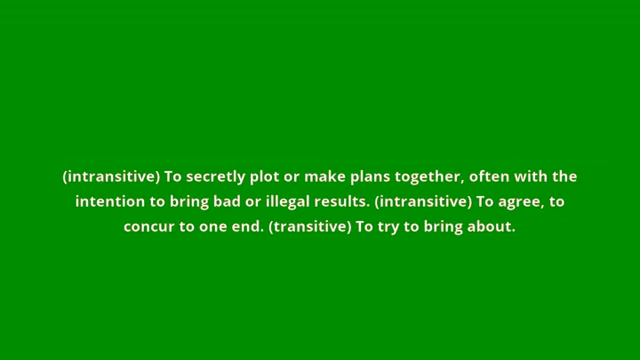 (intransitive) To secretly plot or make plans together, often with the
intention to bring bad or illegal results. (intransitive) To agree, to
concur to one end. (transitive) To try to bring about.